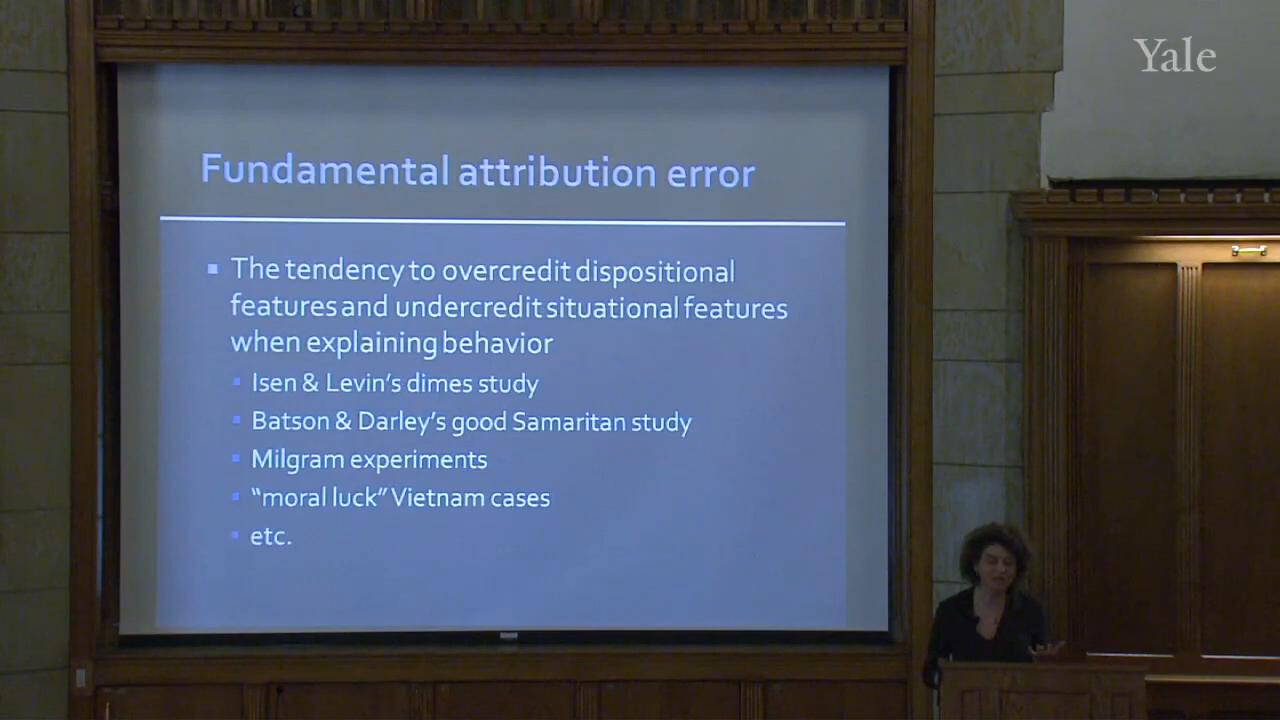 Yale
Fundamental attribution error
The tendency to overcredit dispositional
features and undercredit situational features
when explaining behavior
Isen & Levin's dimes study
Batson & Darley's good Samaritan study
Milgram experiments
"moral luck" Vietnam cases
etc.